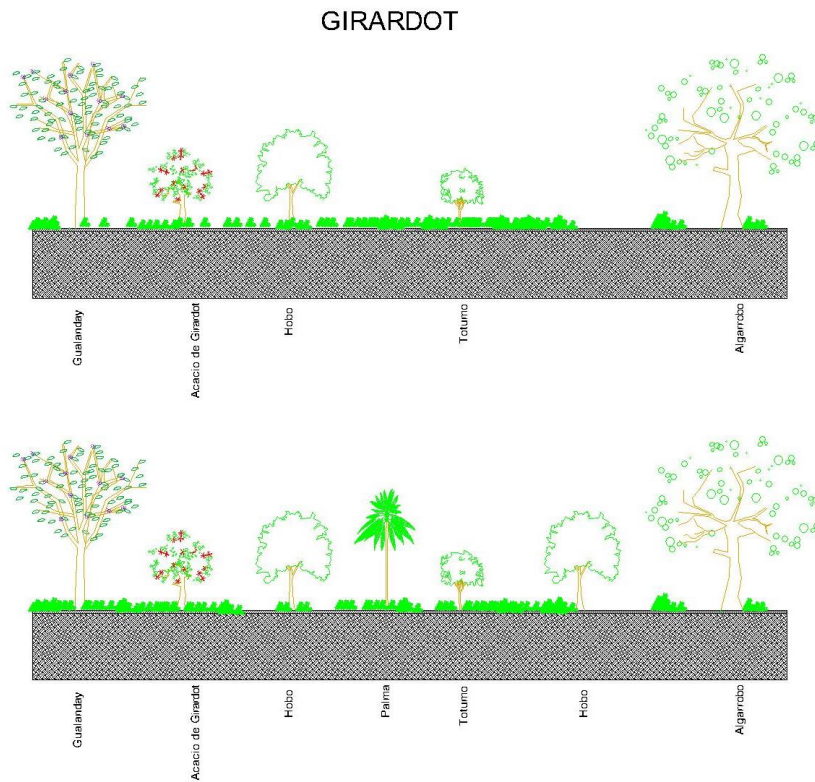 GIRARDOT
Gualanday
Acacio de Girardot
Hobo
Totumo
Algarrobo
Gualanday
Acacio de Girardot
Hobo
Palma
Totumo
Hobo
Algarrobo